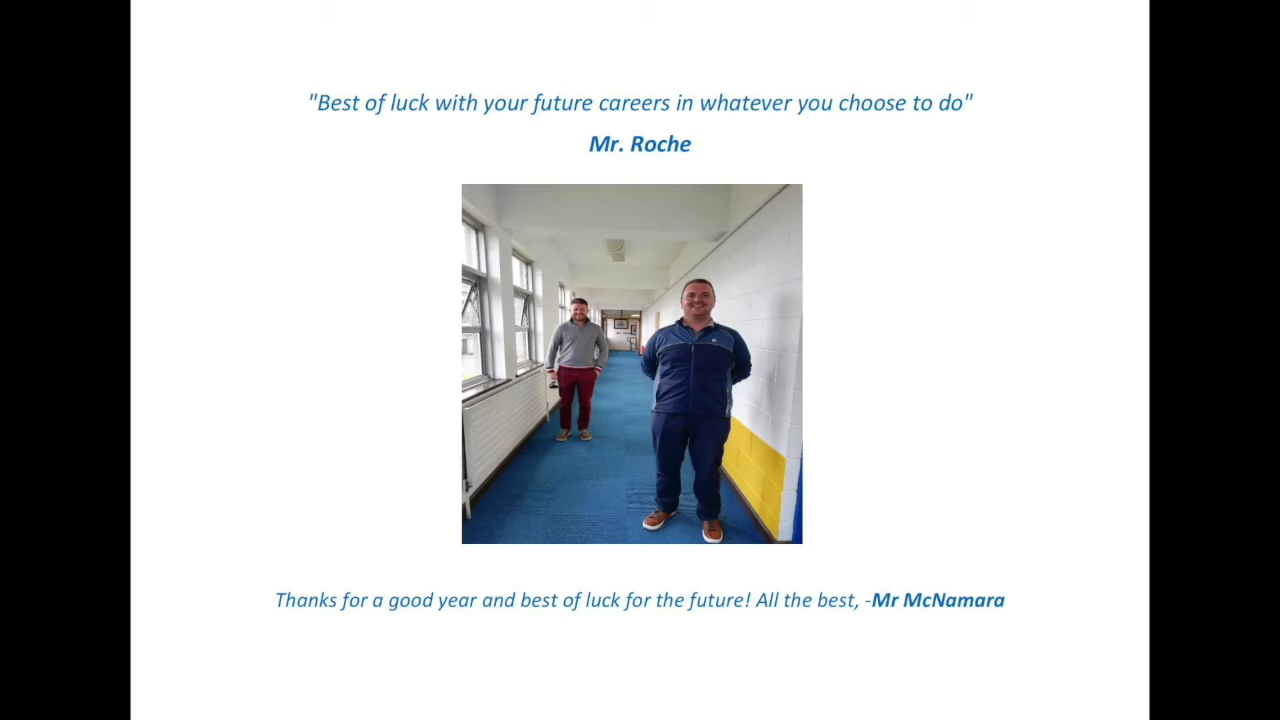 "Best of luck with your future careers in whatever you choose to do"
Mr. Roche
Thanks for a good year and best of luck for the future! All the best, -Mr McNamara